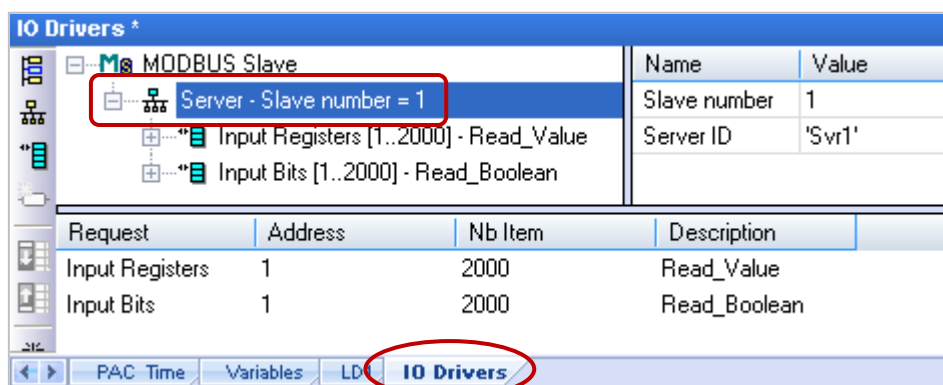 IO Drivers *
MODBUS Slave
Server - Slave number = 1
Input Registers [1..2000] - Read_Value
Input Bits [1..2000] - Read_Boolean
Name Value
Slave number 1
Server ID 'Svr1'
Request Address Nb Item Description
Input Registers 1 2000 Read_Value
Input Bits 1 2000 Read_Boolean
PAC Time Variables LD1 IO Drivers